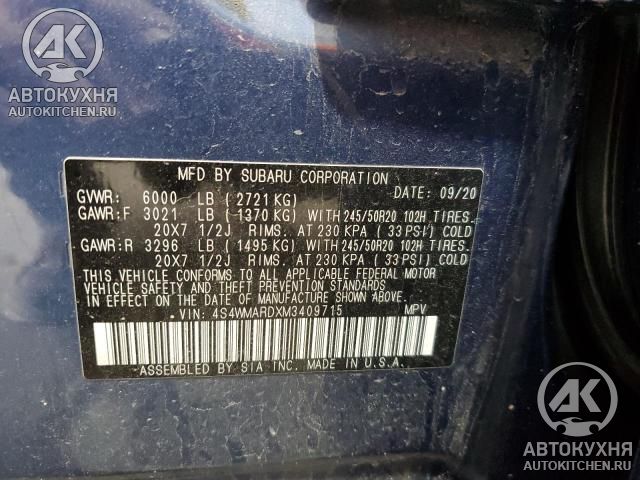 АК
АВТОКУХНЯ
AUTOKITCHEN.RU
MFD BY SUBARU CORPORATION
GVWR: 6000 LB ( 2721 KG) DATE: 09/20
GAWR:F 3021 LB ( 1370 KG) WITH 245/50R20 102H TIRES,
20X7 1/2J RIMS, AT 230 KPA ( 33 PSI) COLD
GAWR:R 3296 LB ( 1495 KG) WITH 245/50R20 102H TIRES,
20X7 1/2J RIMS, AT 230 KPA ( 33 PSI) COLD
THIS VEHICLE CONFORMS TO ALL APPLICABLE FEDERAL MOTOR
VEHICLE SAFETY AND THEFT PREVENTION STANDARDS
IN EFFECT ON THE DATE OF MANUFACTURE SHOWN ABOVE.
VIN: 4S4WMARDXM3409715 MPV
ASSEMBLED BY SIA INC. MADE IN U.S.A.
АК
АВТОКУХНЯ
AUTOKITCHEN.RU